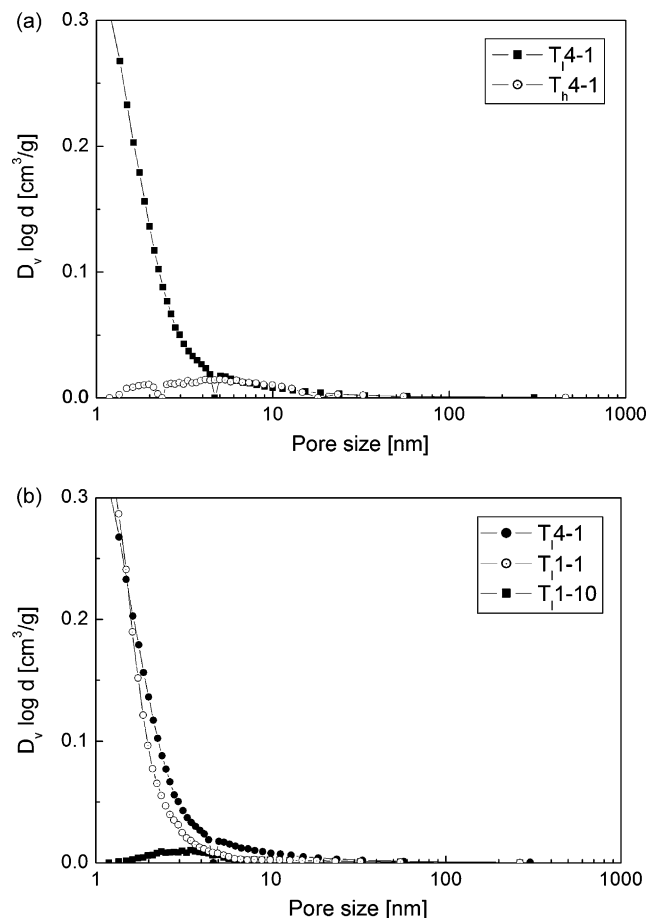 (a)
0.3
0.2
0.1
0.0
D_v log d [cm³/g]
T_l4-1
T_h4-1
1 10 100 1000
Pore size [nm]
(b)
0.3
0.2
0.1
0.0
D_v log d [cm³/g]
T_l4-1
T_l1-1
T_l1-10
1 10 100 1000
Pore size [nm]